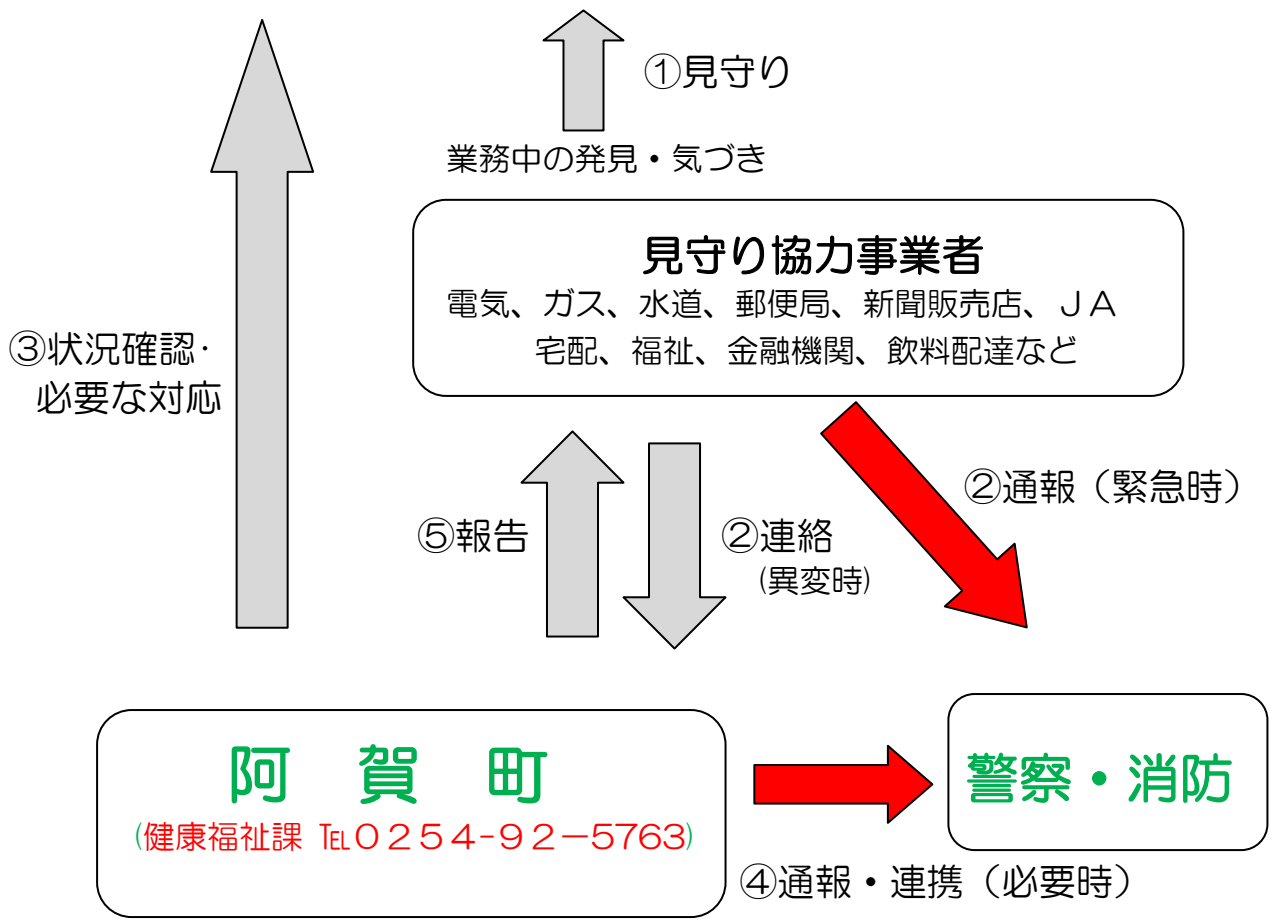 ①見守り
業務中の発見・気づき
見守り協力事業者
電気、ガス、水道、郵便局、新聞販売店、ＪＡ
宅配、福祉、金融機関、飲料配達など
③状況確認・
必要な対応
②通報（緊急時）
⑤報告
②連絡
(異変時)
阿　賀　町
(健康福祉課 ℡０２５４-９２－5763)
警察・消防
④通報・連携（必要時）